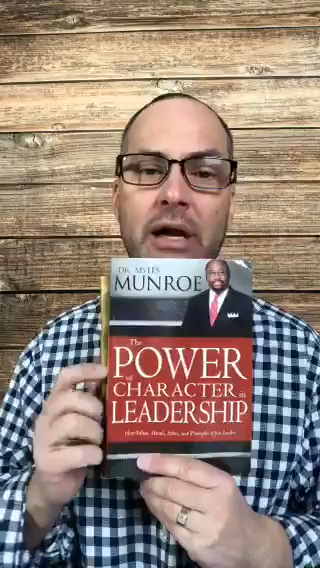 DR. MYLES
MUNROE
The
POWER
of
CHARACTER in
LEADERSHIP
How Values, Morals, Ethics, and Principles Affect Leaders